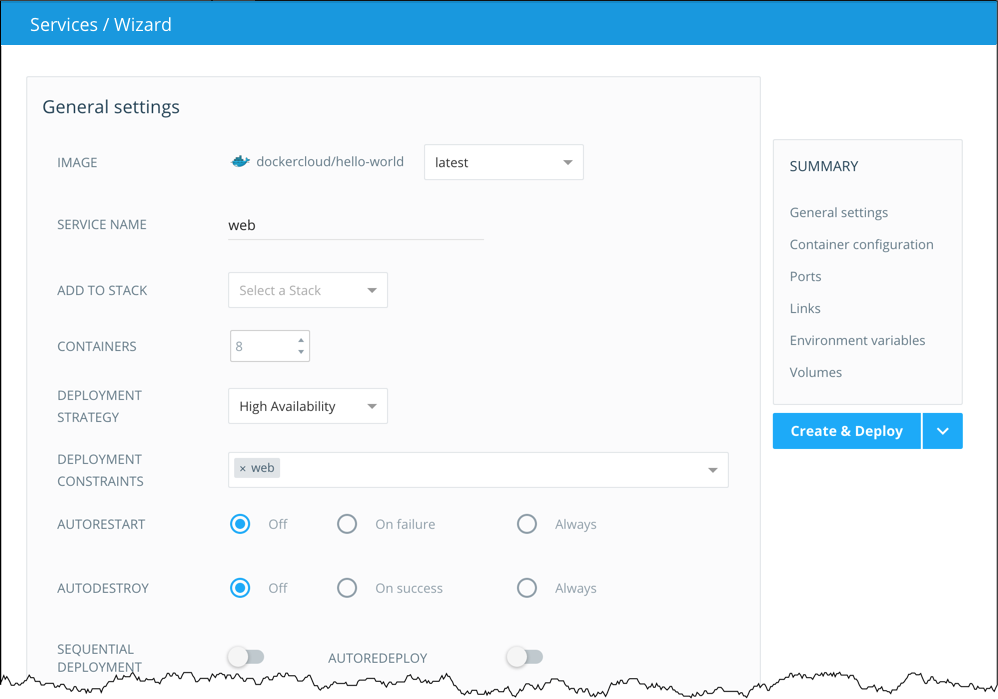 Services / Wizard
General settings
IMAGE
dockercloud/hello-world
latest
SERVICE NAME
web
ADD TO STACK
Select a Stack
CONTAINERS
8
DEPLOYMENT
STRATEGY
High Availability
DEPLOYMENT
CONSTRAINTS
× web
AUTORESTART
Off
On failure
Always
AUTODESTROY
Off
On success
Always
SEQUENTIAL
DEPLOYMENT
AUTOREDEPLOY
SUMMARY
General settings
Container configuration
Ports
Links
Environment variables
Volumes
Create & Deploy